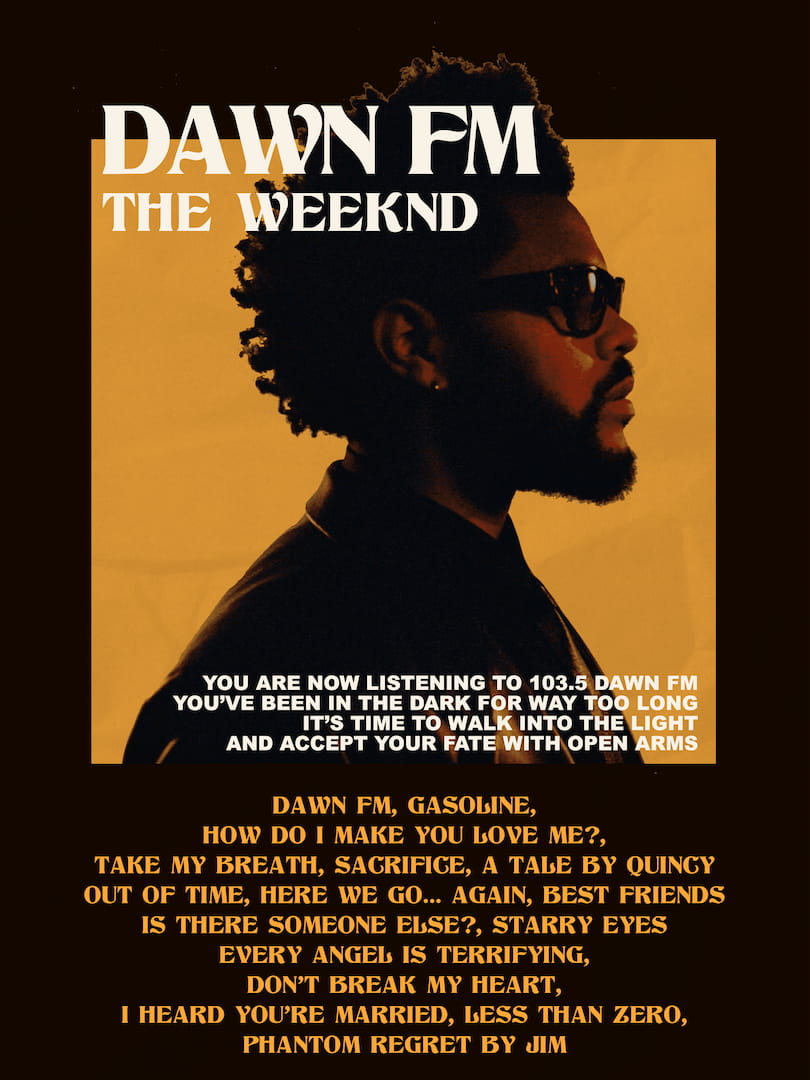 DAWN FM
THE WEEKND
YOU ARE NOW LISTENING TO 103.5 DAWN FM
YOU'VE BEEN IN THE DARK FOR WAY TOO LONG
IT'S TIME TO WALK INTO THE LIGHT
AND ACCEPT YOUR FATE WITH OPEN ARMS
DAWN FM, GASOLINE,
HOW DO I MAKE YOU LOVE ME?,
TAKE MY BREATH, SACRIFICE, A TALE BY QUINCY
OUT OF TIME, HERE WE GO... AGAIN, BEST FRIENDS
IS THERE SOMEONE ELSE?, STARRY EYES
EVERY ANGEL IS TERRIFYING,
DON'T BREAK MY HEART,
I HEARD YOU'RE MARRIED, LESS THAN ZERO,
PHANTOM REGRET BY JIM